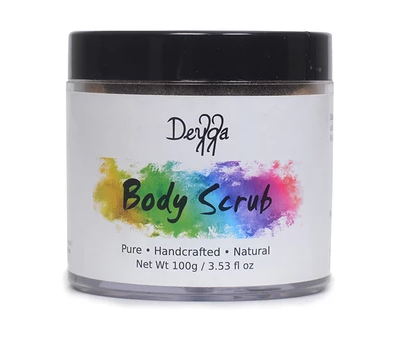 Deyga
Body Scrub
Pure • Handcrafted • Natural
Net Wt 100g / 3.53 fl oz